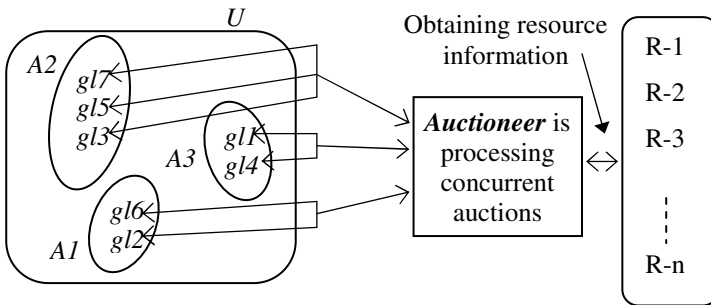 U
A2
gl7
gl5
gl3
A3
gl1
gl4
gl6
gl2
A1
Obtaining resource
information
Auctioneer is
processing
concurrent
auctions
R-1
R-2
R-3
R-n